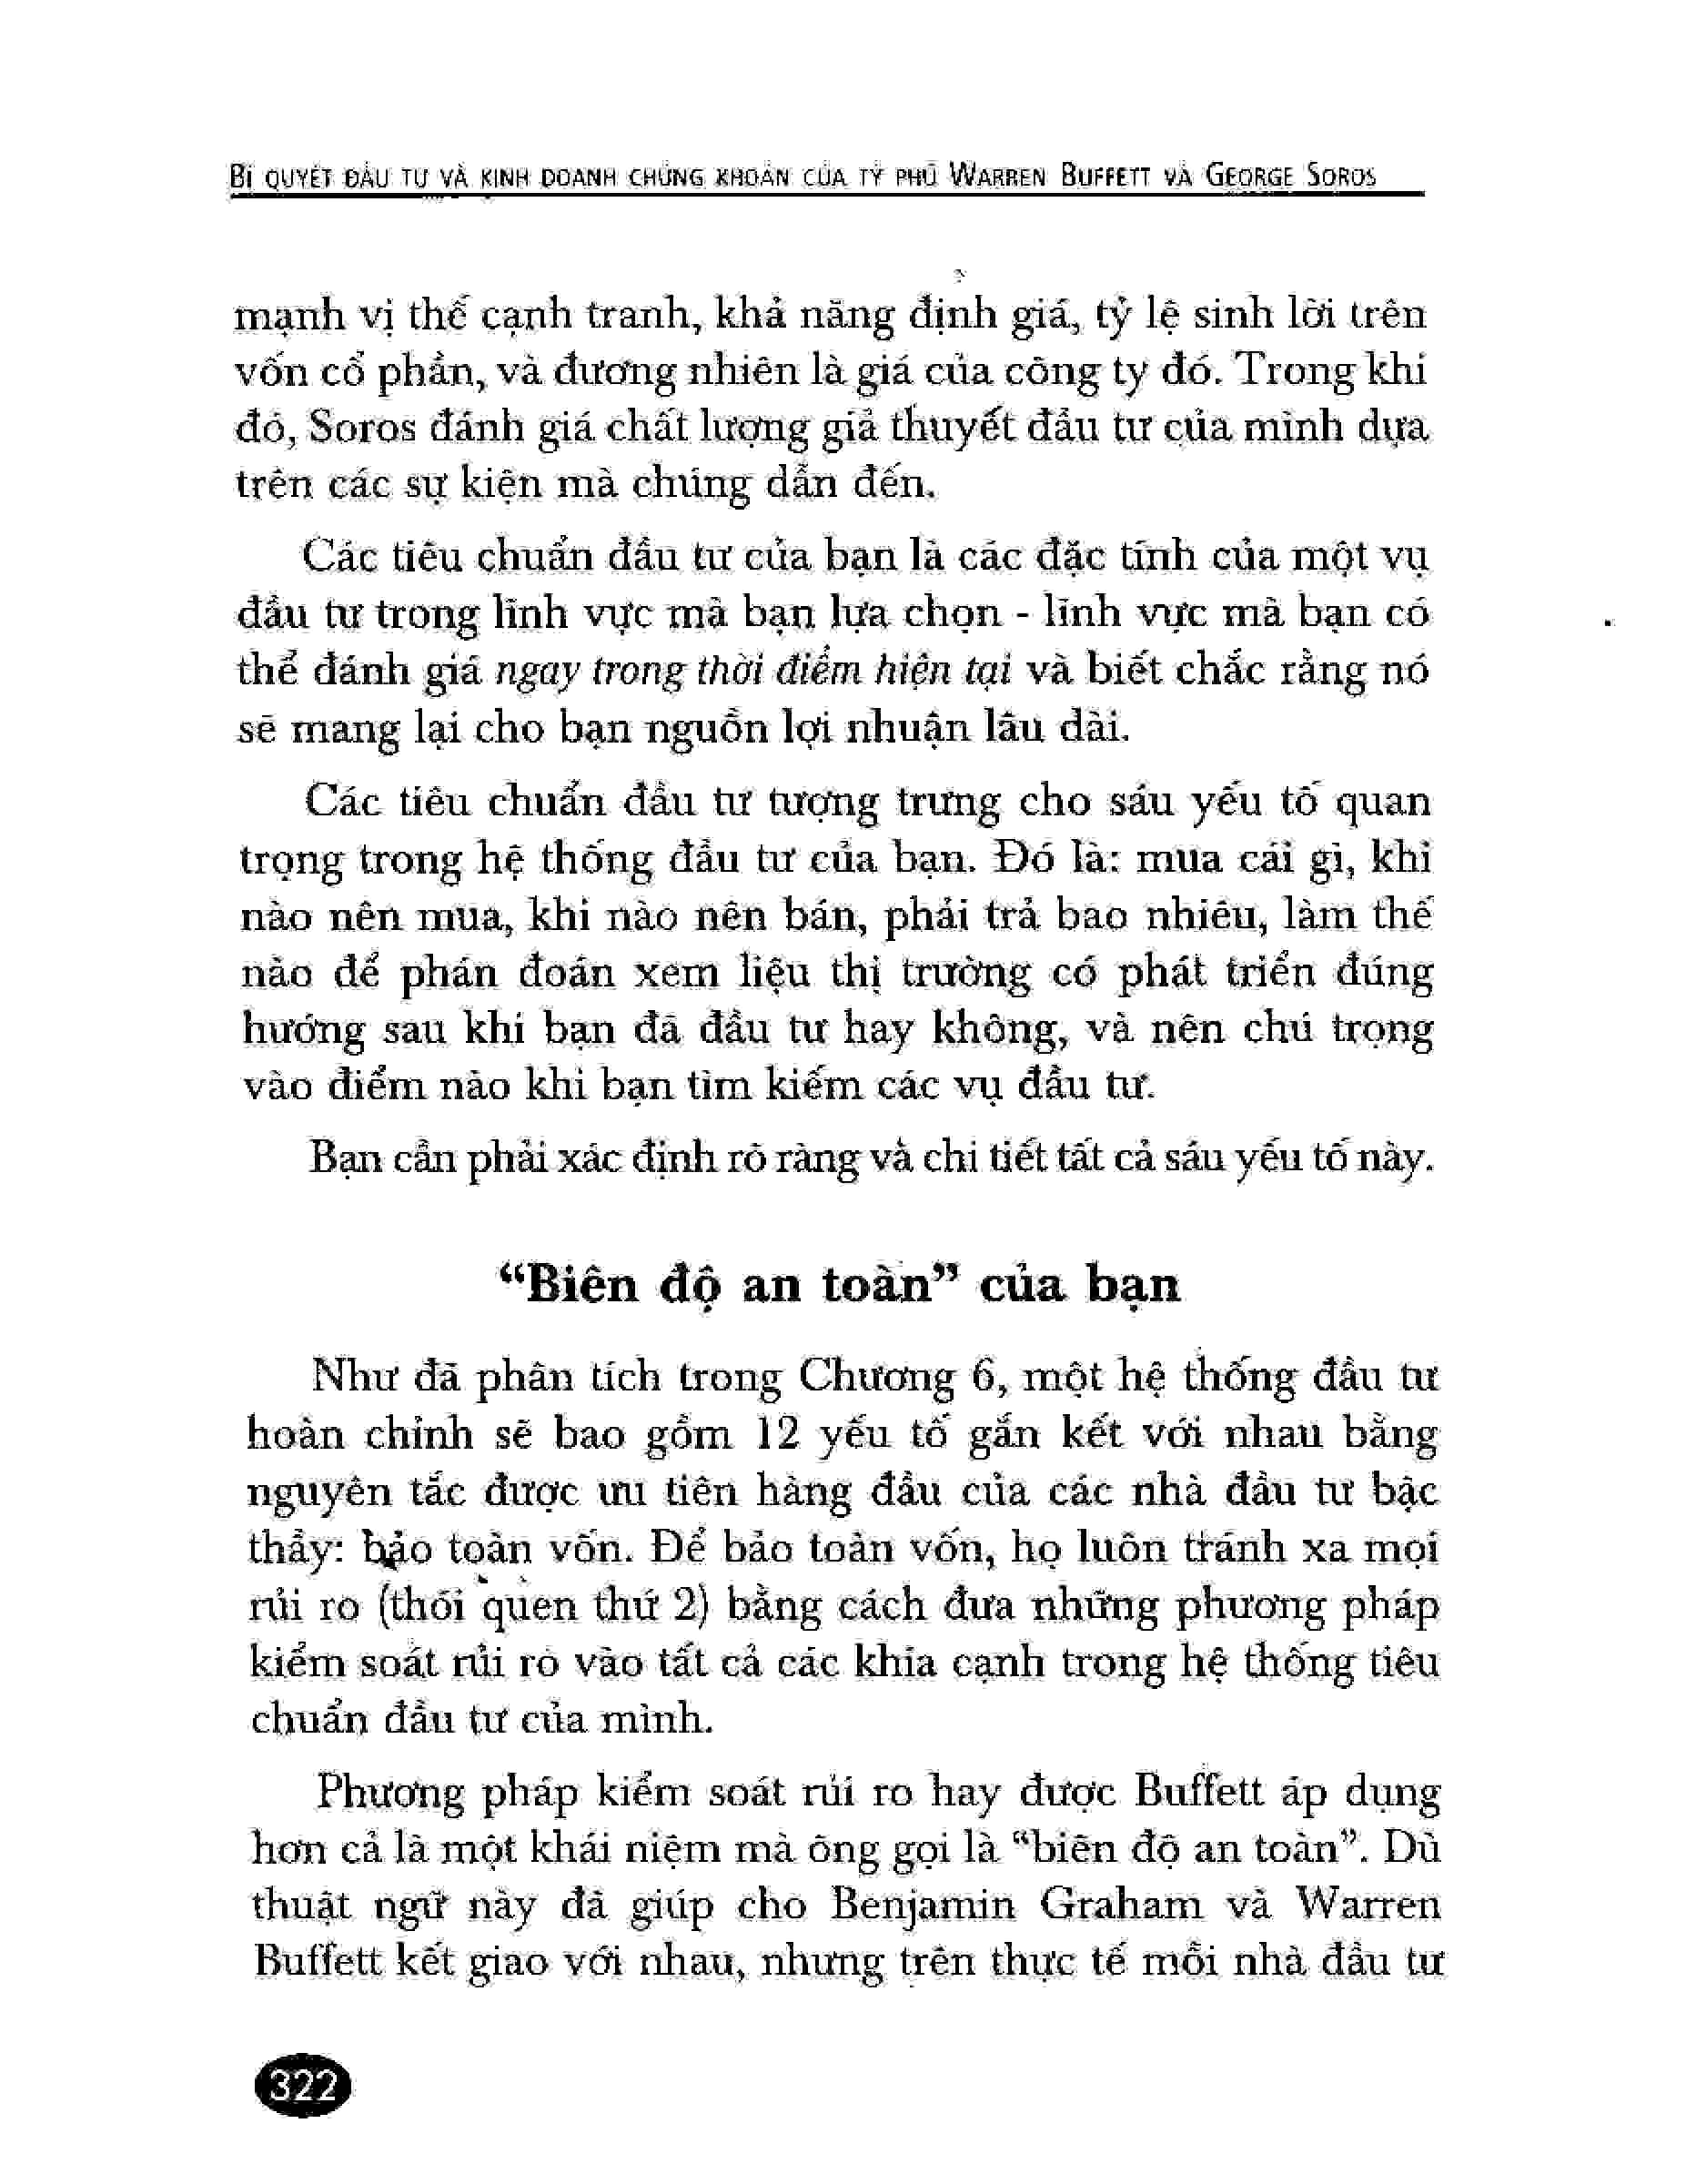 BÍ QUYẾT ĐẦU TƯ VÀ KINH DOANH CHỨNG KHOÁN CỦA TỶ PHÚ WARREN BUFFETT VÀ GEORGE SOROS
mạnh vị thế cạnh tranh, khả năng định giá, tỷ lệ sinh lời trên
vốn cổ phần, và đương nhiên là giá của công ty đó. Trong khi
đó, Soros đánh giá chất lượng giả thuyết đầu tư của mình dựa
trên các sự kiện mà chúng dẫn đến.
Các tiêu chuẩn đầu tư của bạn là các đặc tính của một vụ
đầu tư trong lĩnh vực mà bạn lựa chọn - lĩnh vực mà bạn có
thể đánh giá ngay trong thời điểm hiện tại và biết chắc rằng nó
sẽ mang lại cho bạn nguồn lợi nhuận lâu dài.
Các tiêu chuẩn đầu tư tượng trưng cho sáu yếu tố quan
trọng trong hệ thống đầu tư của bạn. Đó là: mua cái gì, khi
nào nên mua, khi nào nên bán, phải trả bao nhiêu, làm thế
nào để phán đoán xem liệu thị trường có phát triển đúng
hướng sau khi bạn đã đầu tư hay không, và nên chú trọng
vào điểm nào khi bạn tìm kiếm các vụ đầu tư.
Bạn cần phải xác định rõ ràng và chi tiết tất cả sáu yếu tố này.
“Biên độ an toàn” của bạn
Như đã phân tích trong Chương 6, một hệ thống đầu tư
hoàn chỉnh sẽ bao gồm 12 yếu tố gắn kết với nhau bằng
nguyên tắc được ưu tiên hàng đầu của các nhà đầu tư bậc
thầy: bảo toàn vốn. Để bảo toàn vốn, họ luôn tránh xa mọi
rủi ro (thói quen thứ 2) bằng cách đưa những phương pháp
kiểm soát rủi ro vào tất cả các khía cạnh trong hệ thống tiêu
chuẩn đầu tư của mình.
Phương pháp kiểm soát rủi ro hay được Buffett áp dụng
hơn cả là một khái niệm mà ông gọi là “biên độ an toàn”. Dù
thuật ngữ này đã giúp cho Benjamin Graham và Warren
Buffett kết giao với nhau, nhưng trên thực tế mỗi nhà đầu tư
322